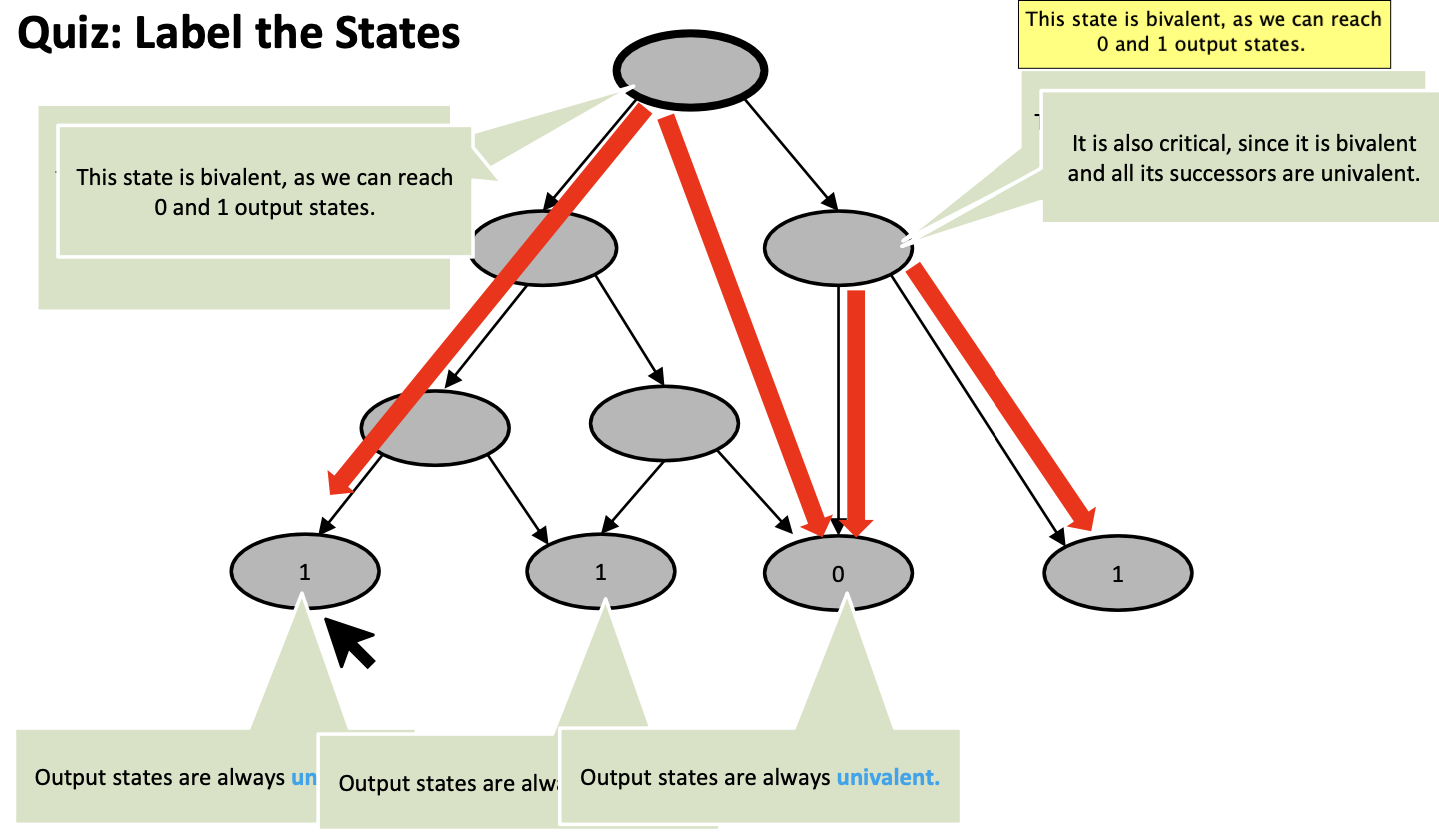 Quiz: Label the States
This state is bivalent, as we can reach
0 and 1 output states.
It is also critical, since it is bivalent
and all its successors are univalent.
This state is bivalent, as we can reach
0 and 1 output states.
1
1
0
1
Output states are always un
Output states are alwa
Output states are always univalent.